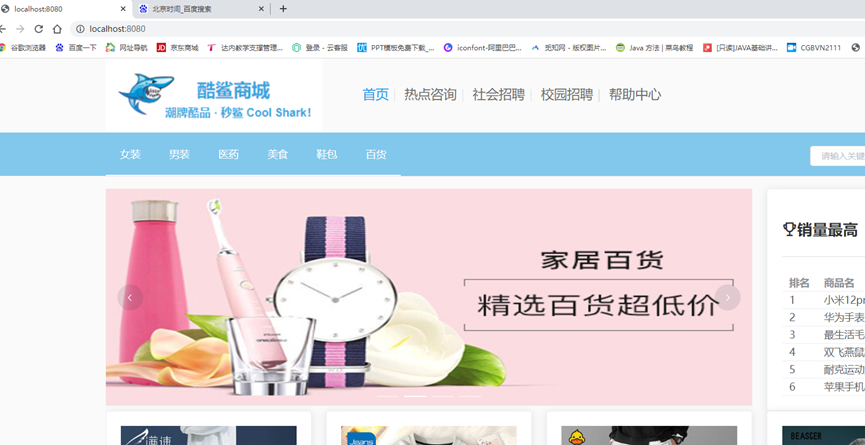 localhost:8080
北京时间_百度搜索
localhost:8080
谷歌浏览器 百度一下 网址导航 京东商城 达内教学支撑管理... 登录 - 云客服 PPT模板免费下载_... iconfont-阿里巴巴... 觅知网 - 版权图片... Java 方法 | 菜鸟教程 [只读]JAVA基础讲... CGBVN2111
酷鲨商城
潮牌酷品 · 秒鲨 Cool Shark!
首页 热点咨询 社会招聘 校园招聘 帮助中心
女装 男装 医药 美食 鞋包 百货
请输入关键
家居百货
精选百货超低价
销量最高
排名 商品名
1 小米12pr
2 华为手表
3 最生活毛
4 双飞燕鼠
5 耐克运动
6 苹果手机
满速
Jeans
BEASGER